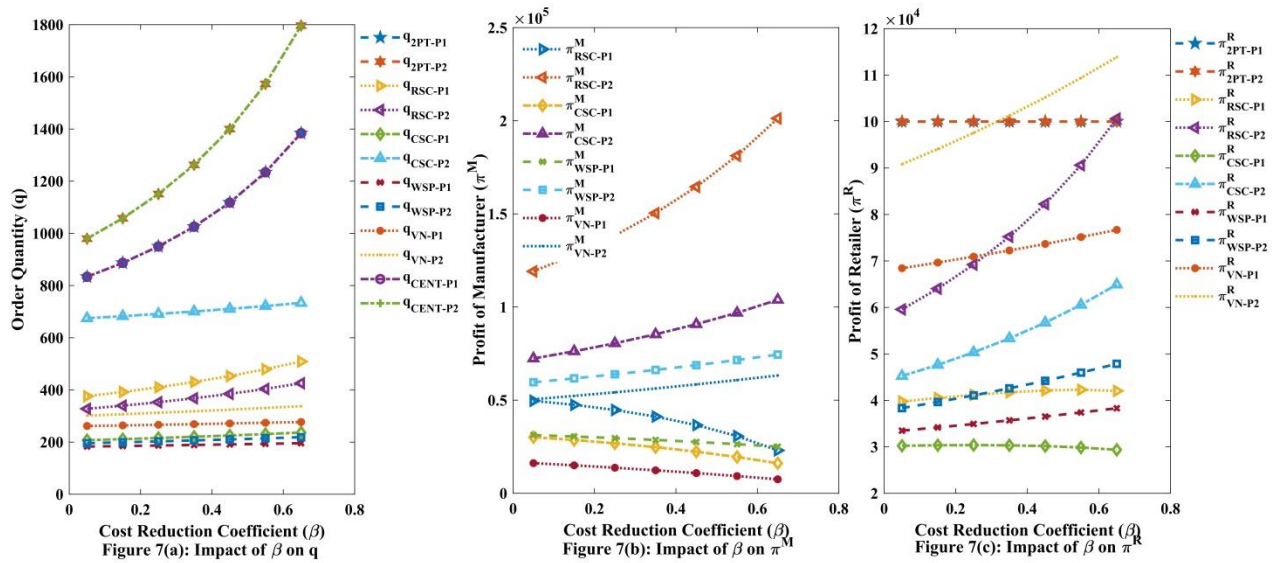 1800
1600
1400
1200
1000
800
600
400
200
0
Order Quantity (q)
0 0.2 0.4 0.6 0.8
Cost Reduction Coefficient (β)
Figure 7(a): Impact of β on q
q2PT-P1
q2PT-P2
qRSC-P1
qRSC-P2
qCSC-P1
qCSC-P2
qWSP-P1
qWSP-P2
qVN-P1
qVN-P2
qCENT-P1
qCENT-P2
×10^5
2.5
2
1.5
1
0.5
0
Profit of Manufacturer (π^M)
π^M RSC-P1
π^M RSC-P2
π^M CSC-P1
π^M CSC-P2
π^M WSP-P1
π^M WSP-P2
π^M VN-P1
π^M VN-P2
0 0.2 0.4 0.6 0.8
Cost Reduction Coefficient (β)
Figure 7(b): Impact of β on π^M
×10^4
12
11
10
9
8
7
6
5
4
3
2
Profit of Retailer (π^R)
0 0.2 0.4 0.6 0.8
Cost Reduction Coefficient (β)
Figure 7(c): Impact of β on π^R
π^R 2PT-P1
π^R 2PT-P2
π^R RSC-P1
π^R RSC-P2
π^R CSC-P1
π^R CSC-P2
π^R WSP-P1
π^R WSP-P2
π^R VN-P1
π^R VN-P2